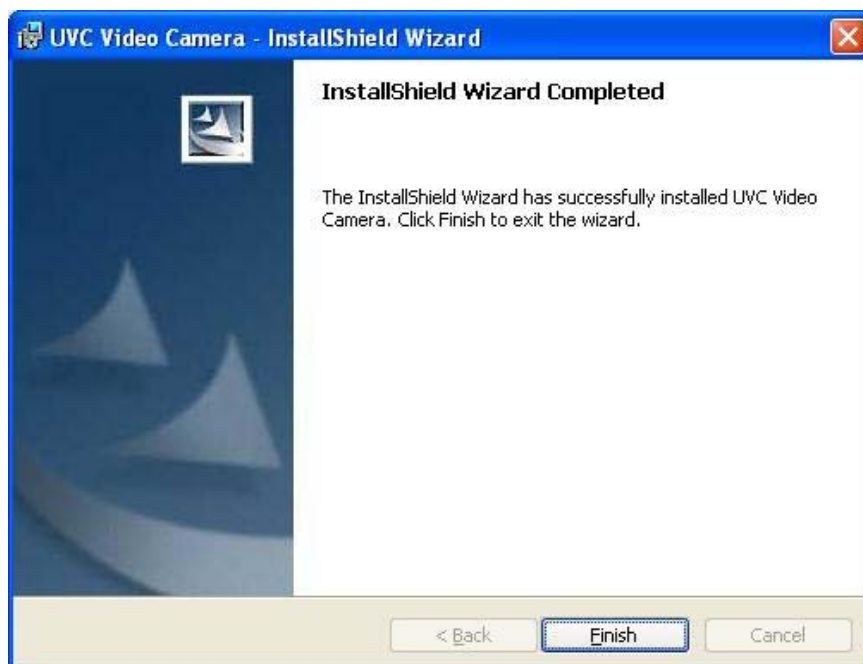 UVC Video Camera - InstallShield Wizard
InstallShield Wizard Completed
The InstallShield Wizard has successfully installed UVC Video
Camera. Click Finish to exit the wizard.
< Back
Finish
Cancel